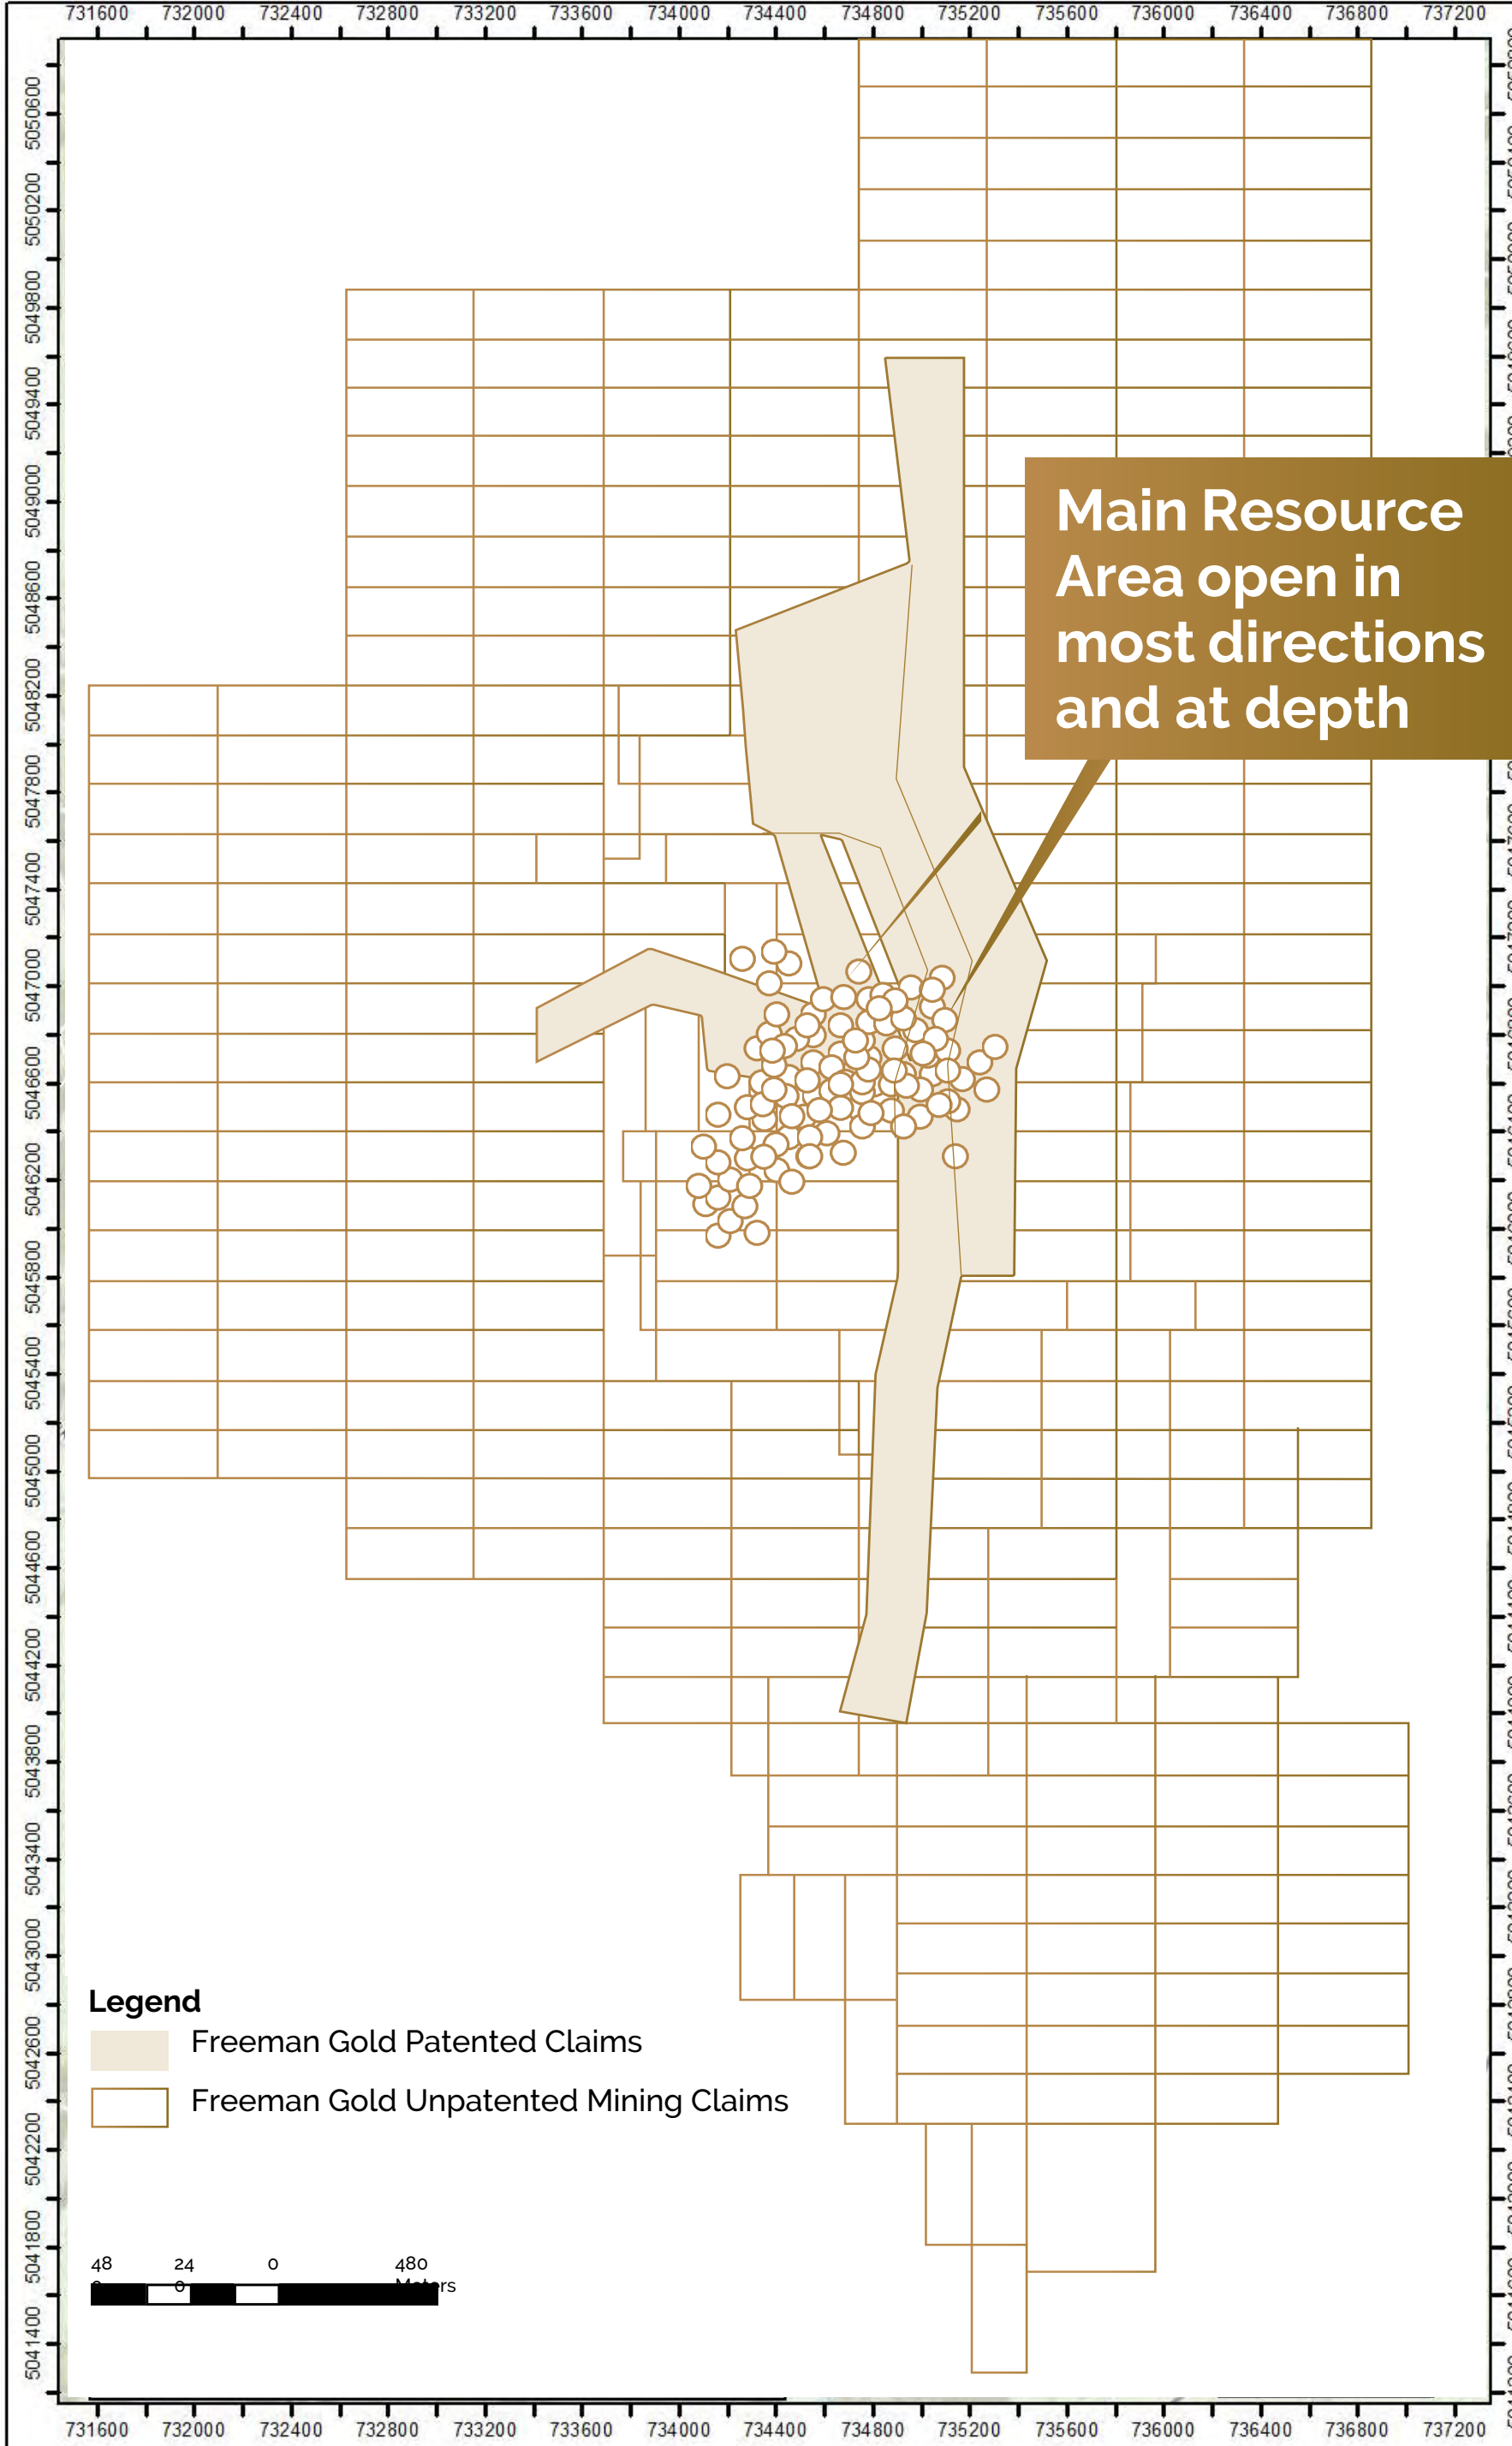 731600 732000 732400 732800 733200 733600 734000 734400 734800 735200 735600 736000 736400 736800 737200
5050600
5050200
5049800
5049400
5049000
5048600
5048200
5047800
5047400
5047000
5046600
5046200
5045800
5045400
5045000
5044600
5044200
5043800
5043400
5043000
5042600
5042200
5041800
5041400
Main Resource
Area open in
most directions
and at depth
Legend
Freeman Gold Patented Claims
Freeman Gold Unpatented Mining Claims
48 24 0 480
0 0 Meters
731600 732000 732400 732800 733200 733600 734000 734400 734800 735200 735600 736000 736400 736800 737200